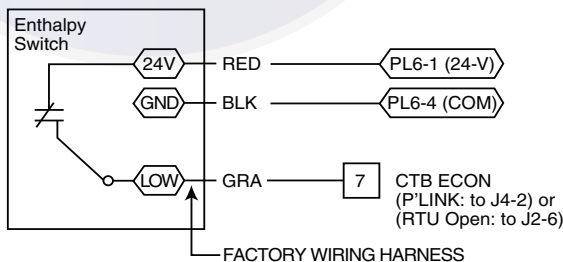 Enthalpy
Switch
24V RED PL6-1 (24-V)
GND BLK PL6-4 (COM)
LOW GRA 7 CTB ECON
(P'LINK: to J4-2) or
(RTU Open: to J2-6)
FACTORY WIRING HARNESS